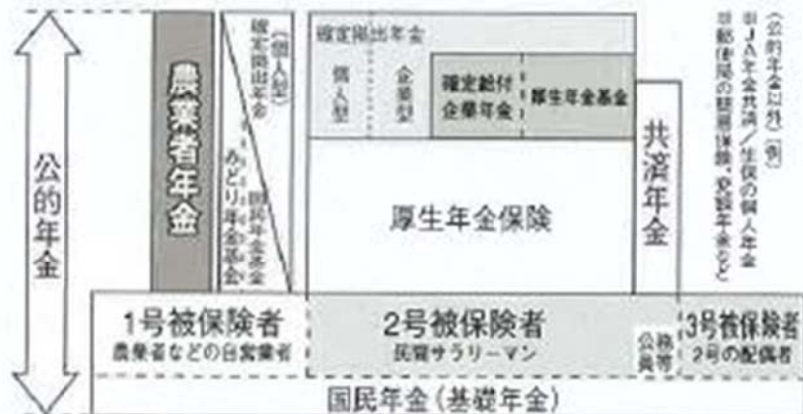 公的年金
農業者年金
確定拠出年金
(個人型)
みどり年金基金
国民年金基金
確定拠出年金
個人型
企業型
確定給付
企業年金
厚生年金基金
厚生年金保険
共済年金
(公的年金以外)(例)
※JA年金共済/生保の個人年金
※郵便局の簡易保険、変額年金など
1号被保険者
農業者などの自営業者
2号被保険者
民間サラリーマン
公務
員等
3号被保険者
2号の配偶者
国民年金(基礎年金)